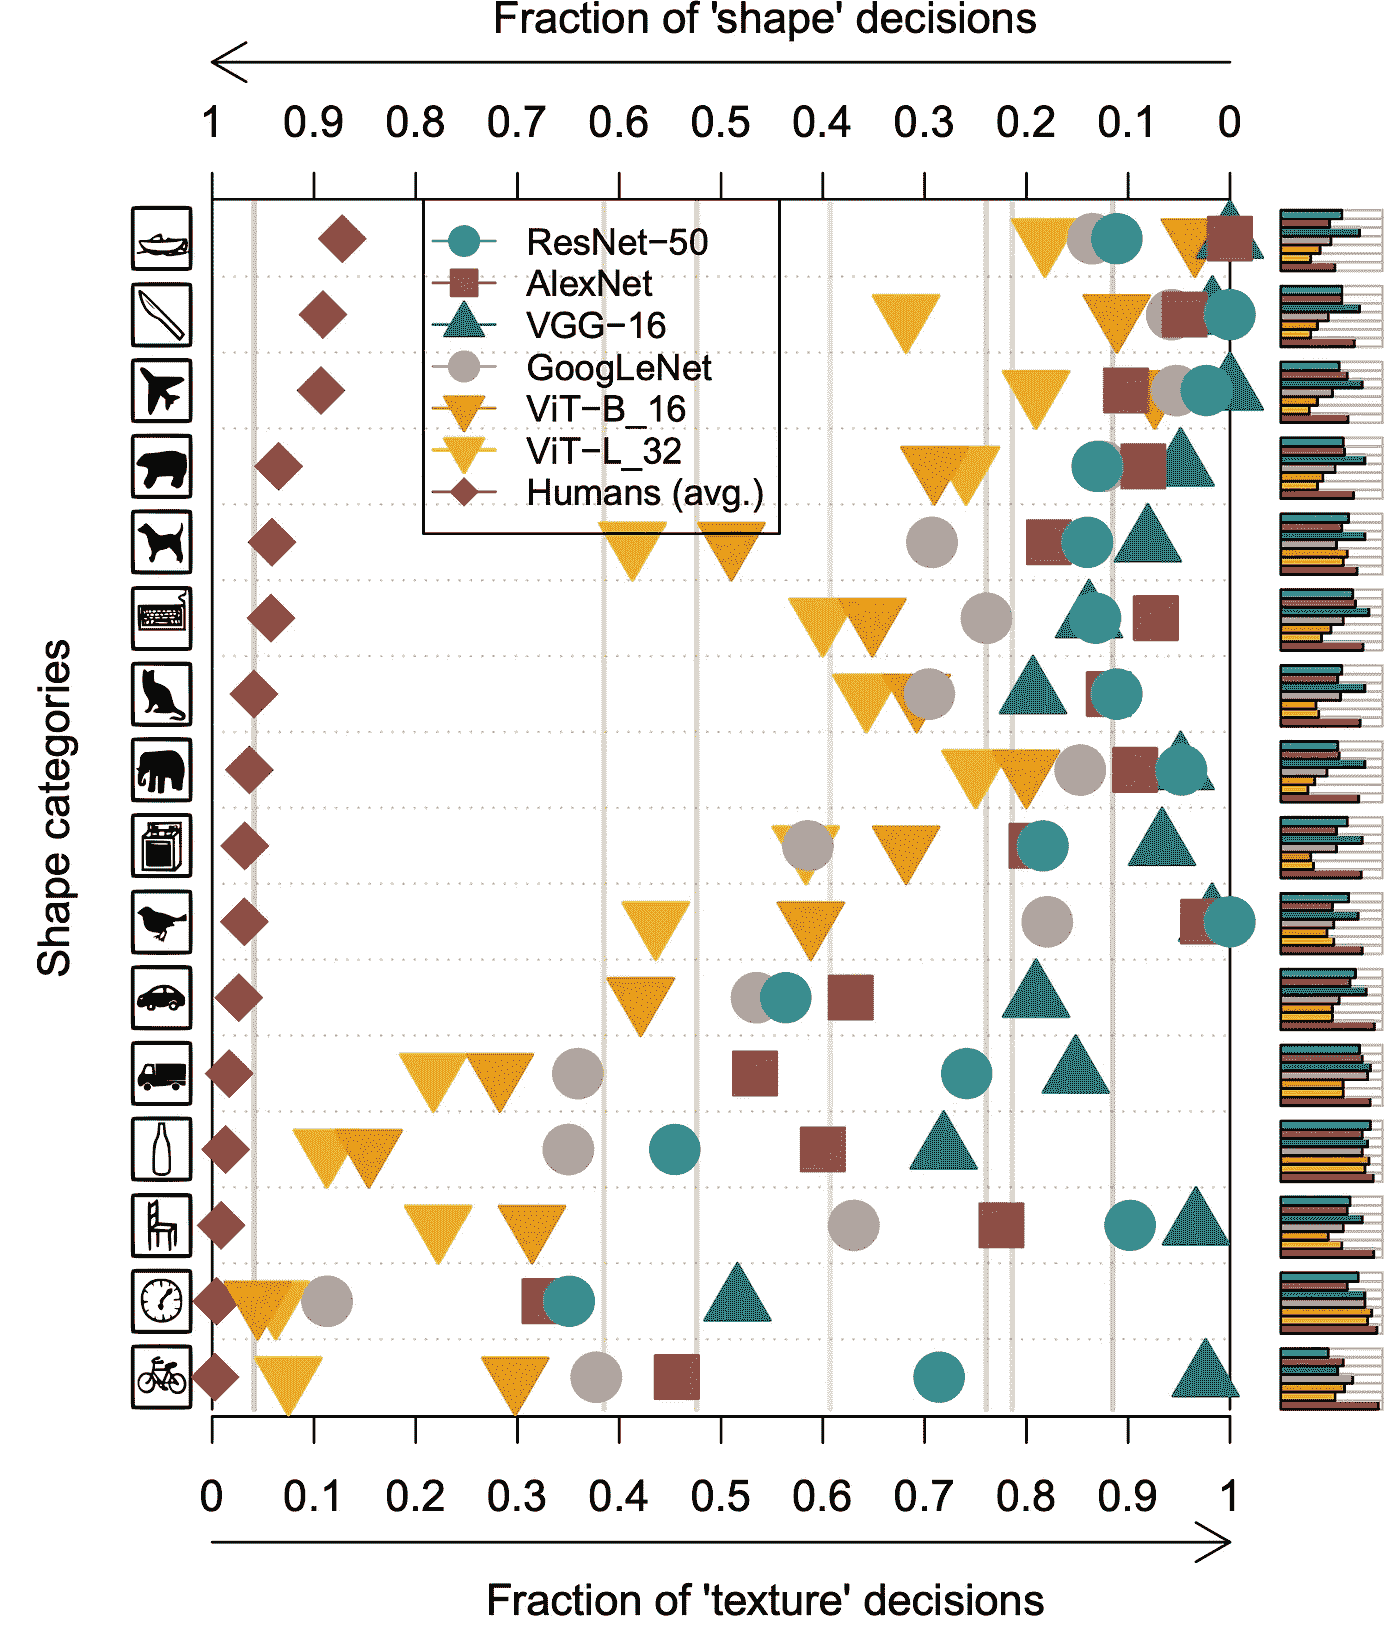 Fraction of 'shape' decisions
1 0.9 0.8 0.7 0.6 0.5 0.4 0.3 0.2 0.1 0
ResNet−50
AlexNet
VGG−16
GoogLeNet
ViT−B_16
ViT−L_32
Humans (avg.)
Shape categories
0 0.1 0.2 0.3 0.4 0.5 0.6 0.7 0.8 0.9 1
Fraction of 'texture' decisions